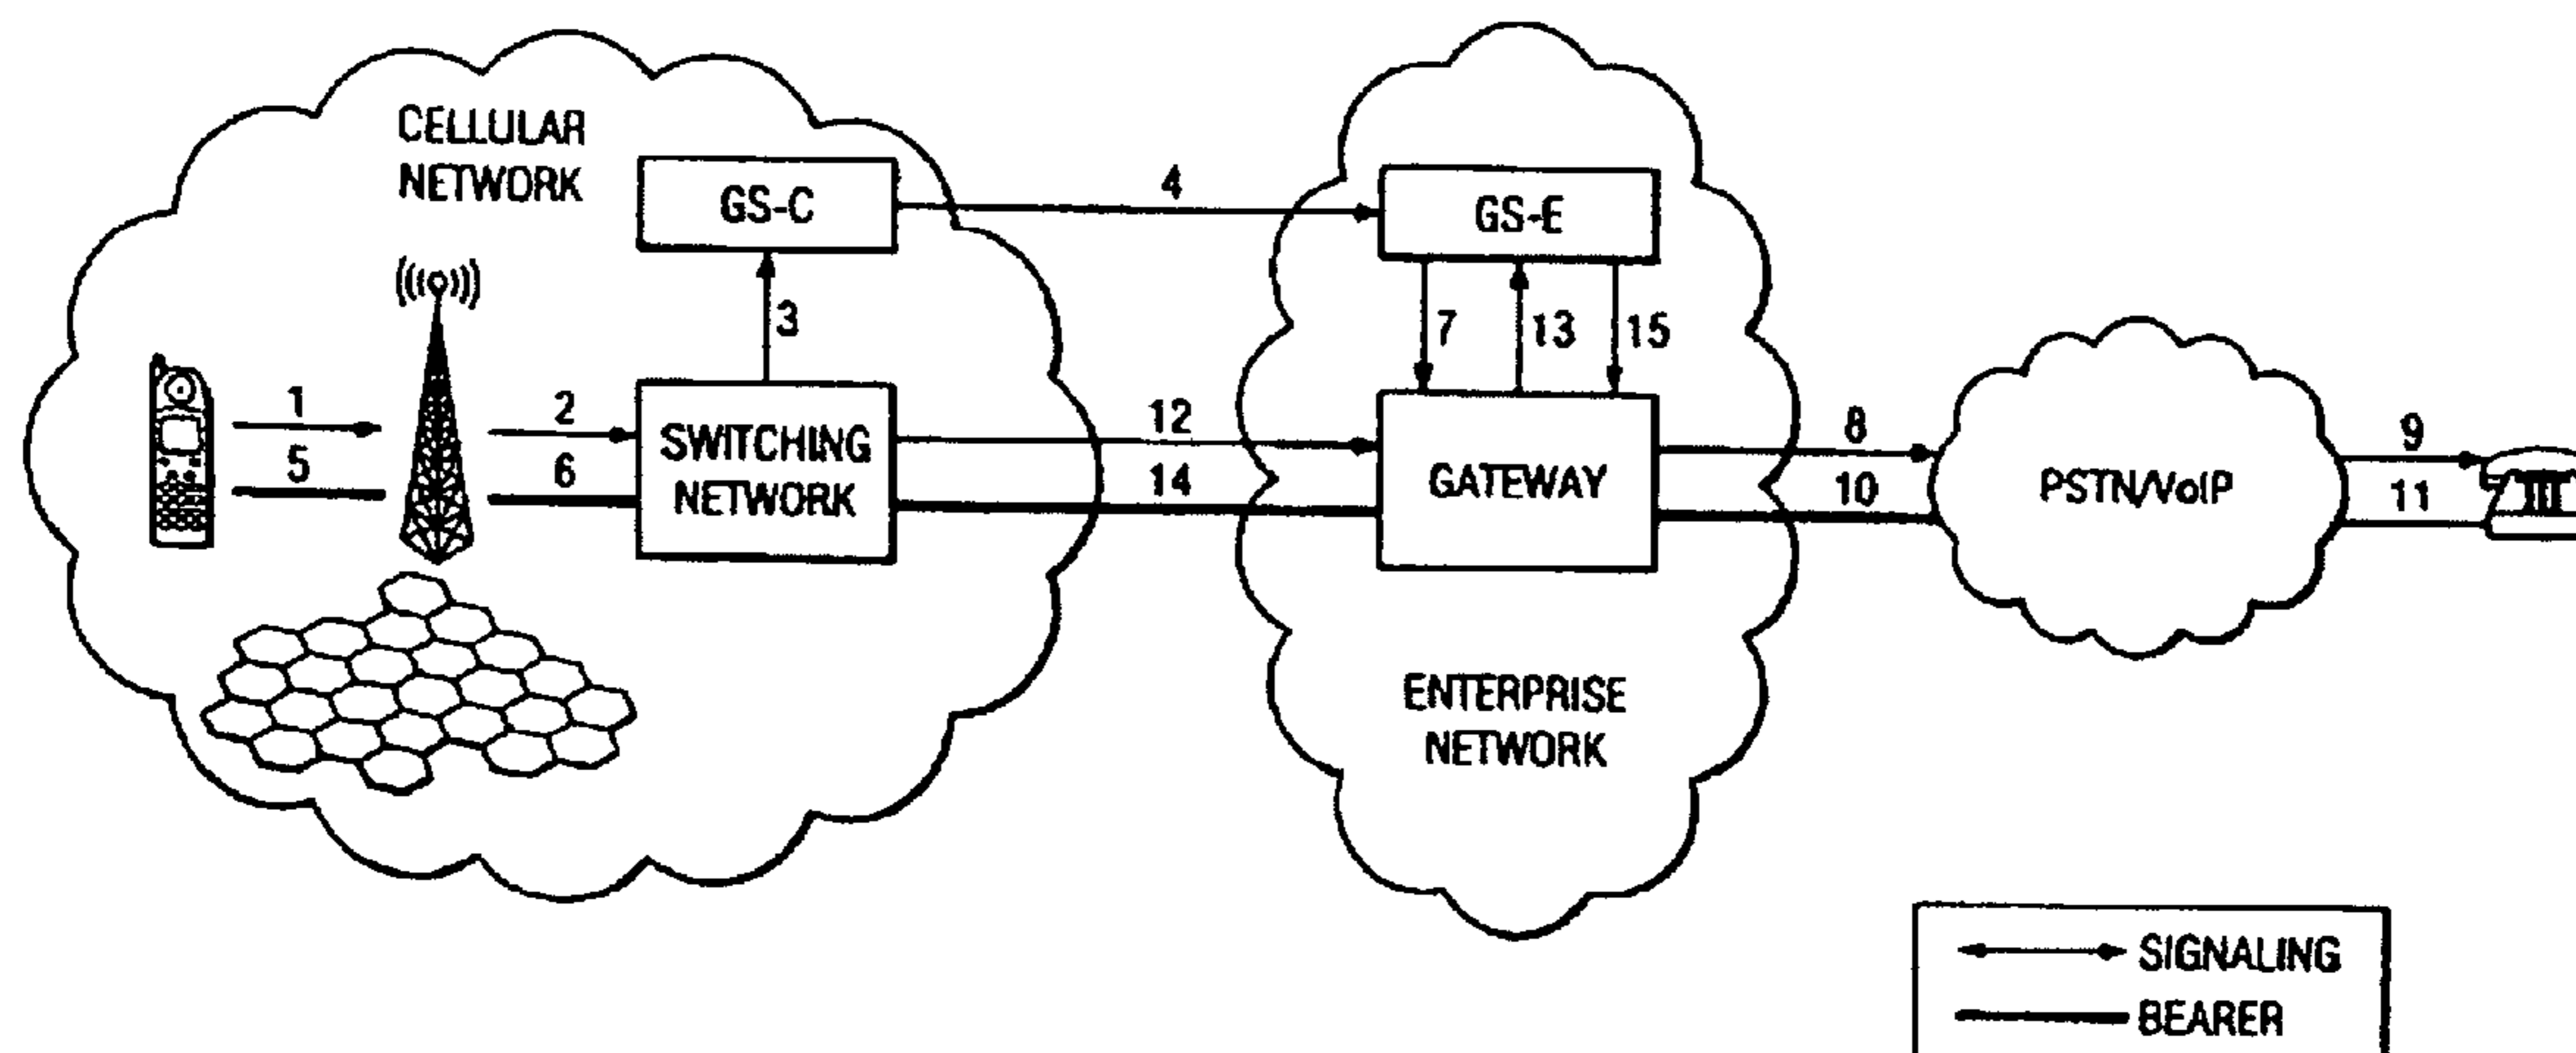 CELLULAR
NETWORK
GS-C
4
GS-E
3
7
13
15
1
2
5
6
SWITCHING
NETWORK
12
14
GATEWAY
8
10
PSTN/VoIP
9
11
ENTERPRISE
NETWORK
SIGNALING
BEARER